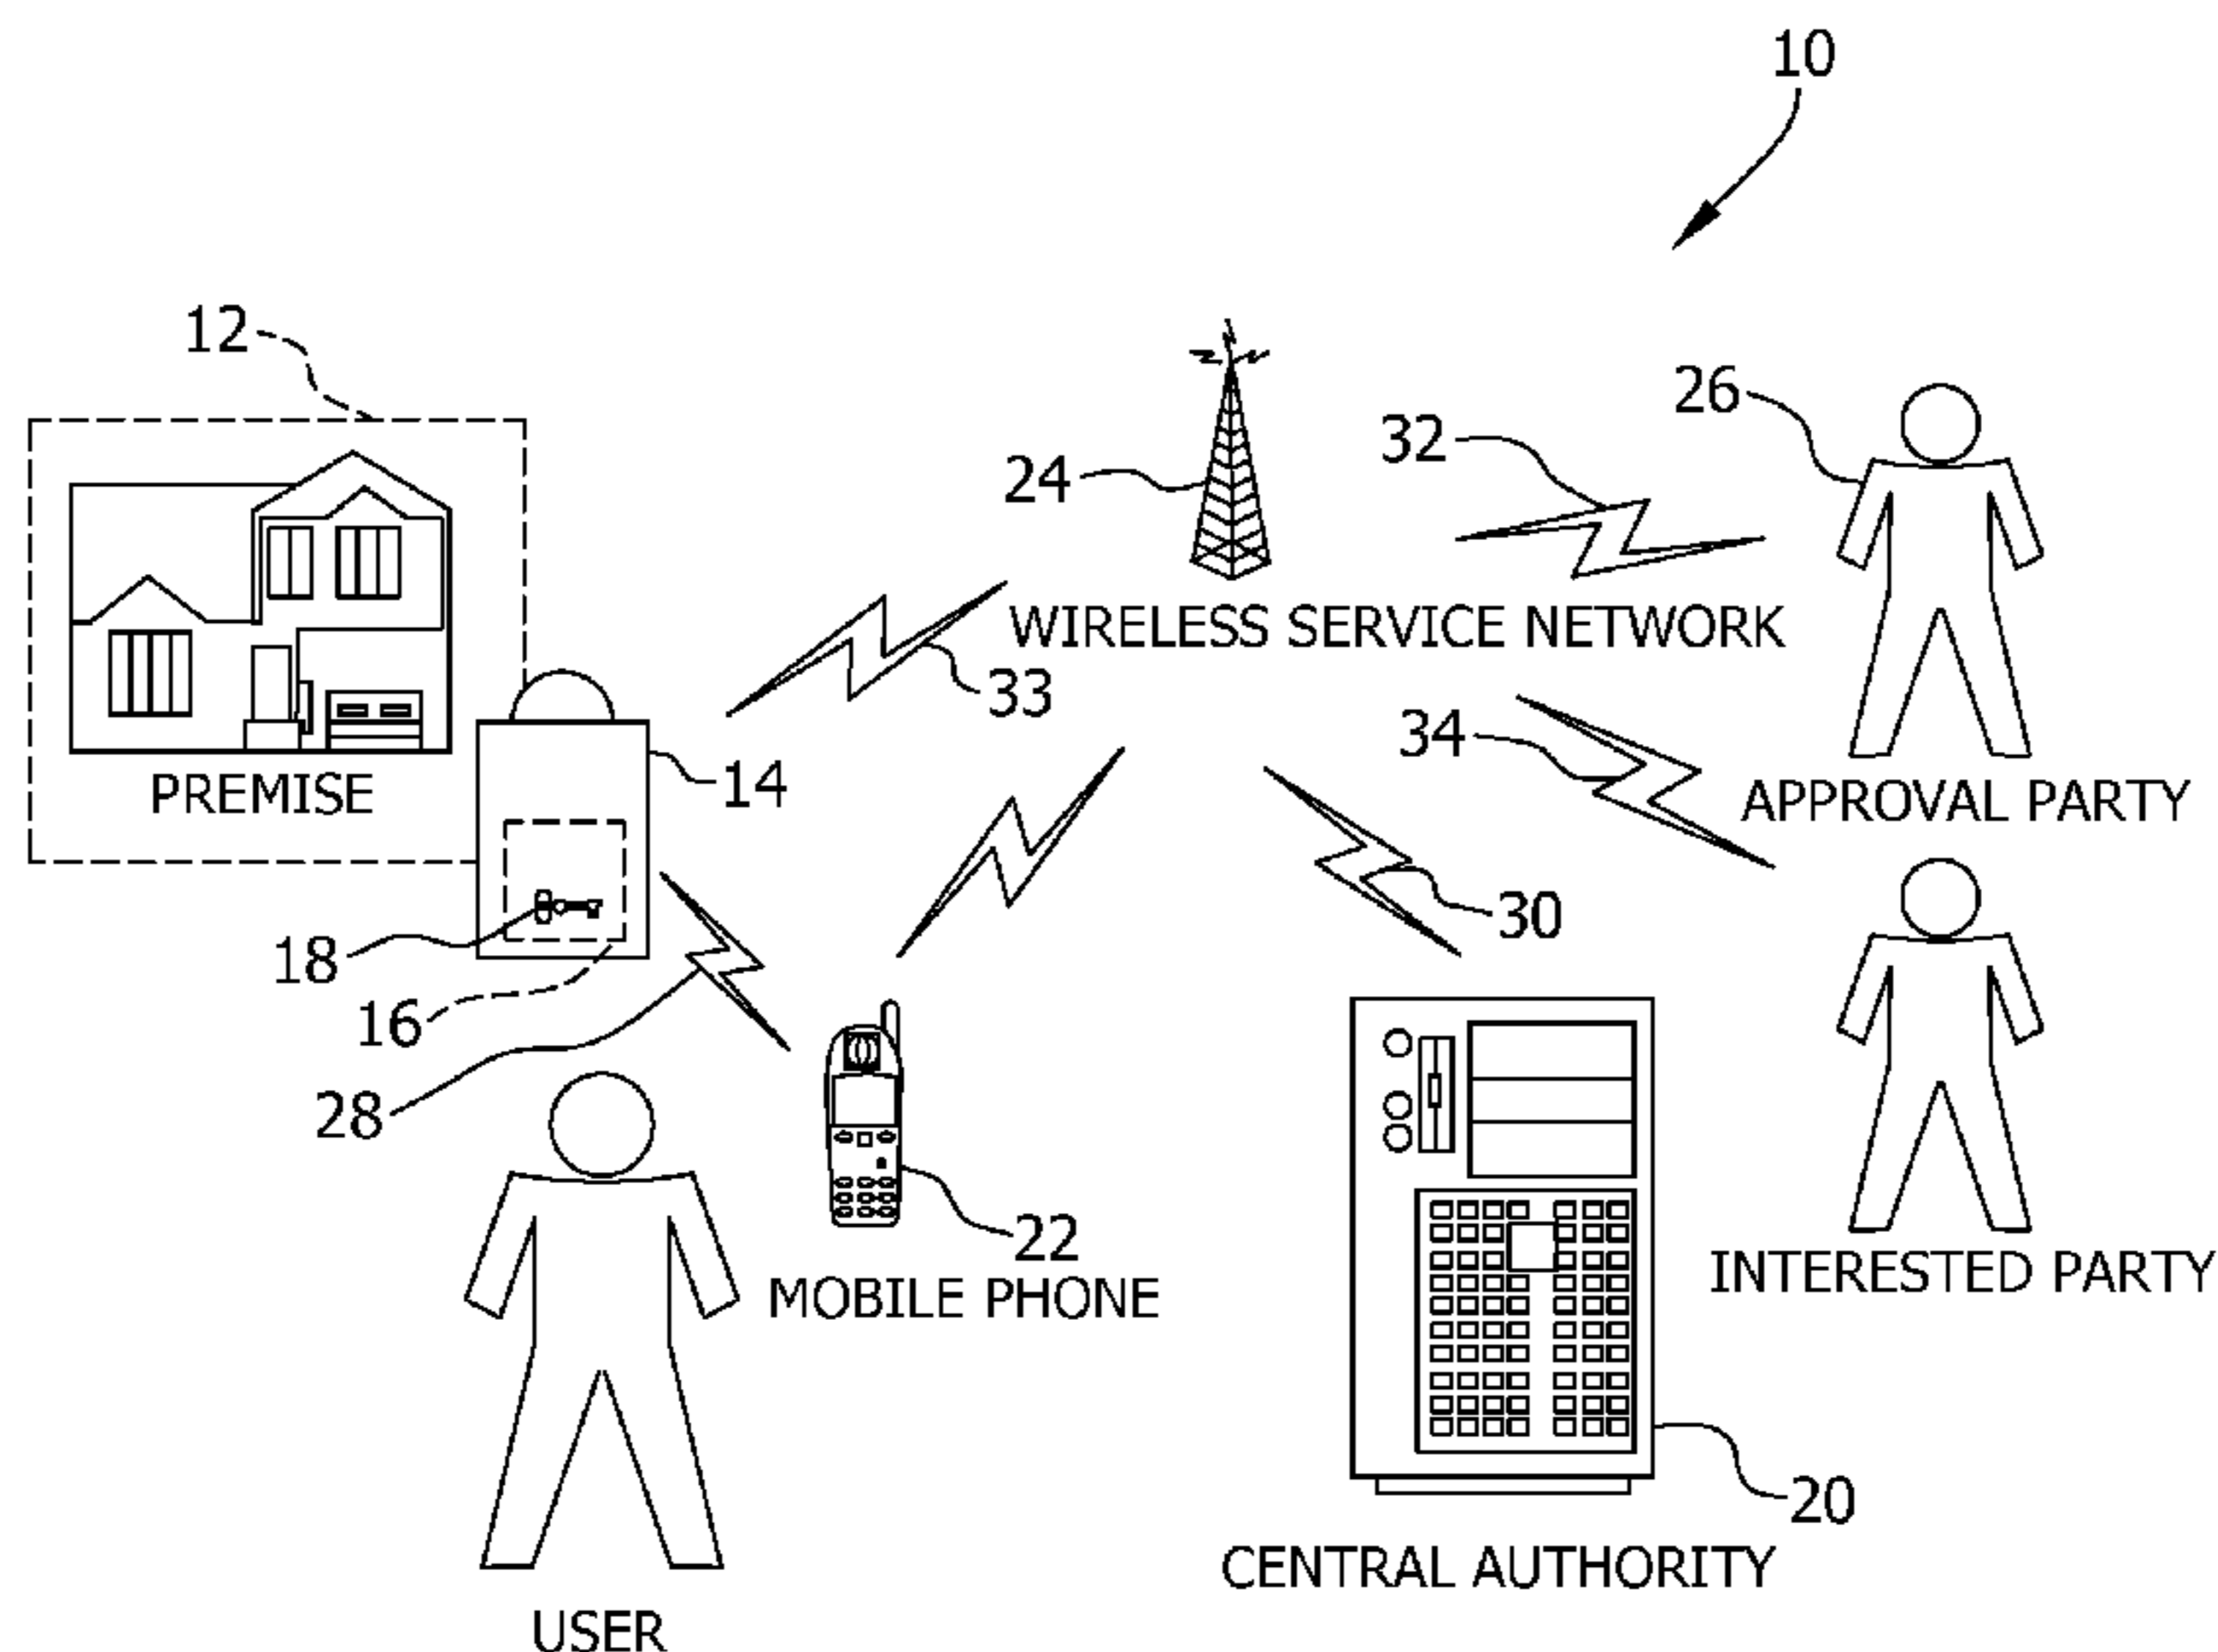 10
12
26
32
24
WIRELESS SERVICE NETWORK
33
34
14
PREMISE
APPROVAL PARTY
30
18
16
28
22
MOBILE PHONE
INTERESTED PARTY
20
CENTRAL AUTHORITY
USER